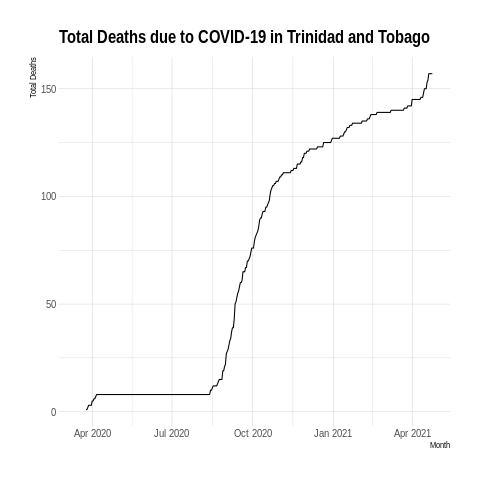 Total Deaths due to COVID-19 in Trinidad and Tobago
Total Deaths
150
100
50
0
Apr 2020 Jul 2020 Oct 2020 Jan 2021 Apr 2021
Month